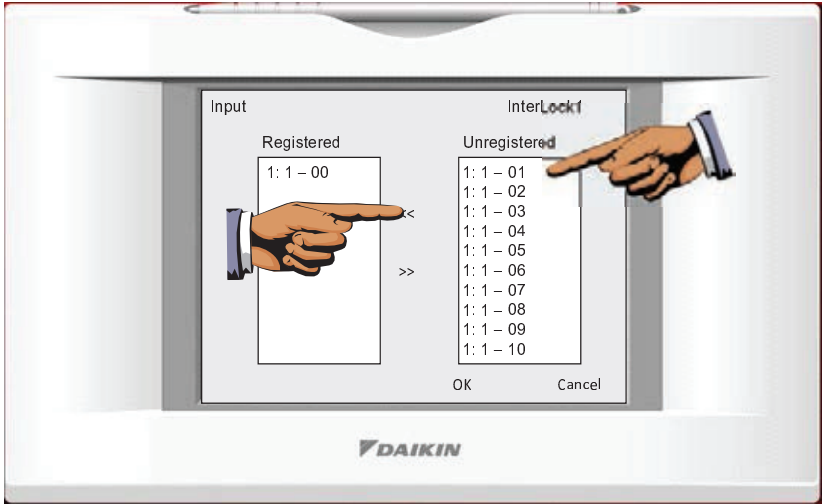 Input InterLock1
Registered Unregistered
1: 1 – 00 1: 1 – 01
1: 1 – 02
<< 1: 1 – 03
1: 1 – 04
1: 1 – 05
>> 1: 1 – 06
1: 1 – 07
1: 1 – 08
1: 1 – 09
1: 1 – 10
OK Cancel
DAIKIN